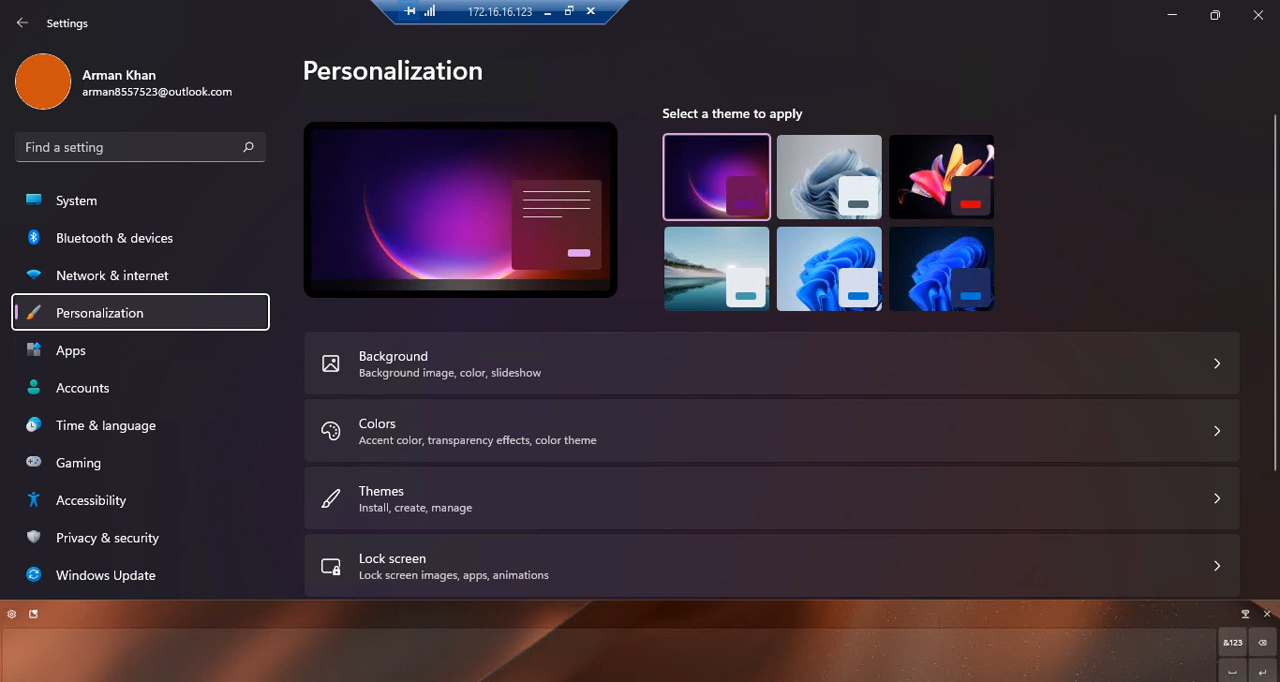 172.16.16.123
Settings
Arman Khan
arman8557523@outlook.com
Find a setting
System
Bluetooth & devices
Network & internet
Personalization
Apps
Accounts
Time & language
Gaming
Accessibility
Privacy & security
Windows Update
Personalization
Select a theme to apply
Background
Background image, color, slideshow
Colors
Accent color, transparency effects, color theme
Themes
Install, create, manage
Lock screen
Lock screen images, apps, animations
&123